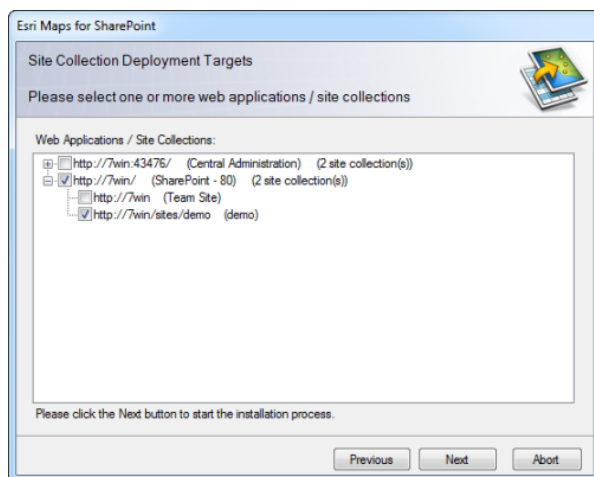 Esri Maps for SharePoint
Site Collection Deployment Targets
Please select one or more web applications / site collections
Web Applications / Site Collections:
http://7win:43476/ (Central Administration) (2 site collection(s))
http://7win/ (SharePoint - 80) (2 site collection(s))
http://7win (Team Site)
http://7win/sites/demo (demo)
Please click the Next button to start the installation process.
Previous Next Abort